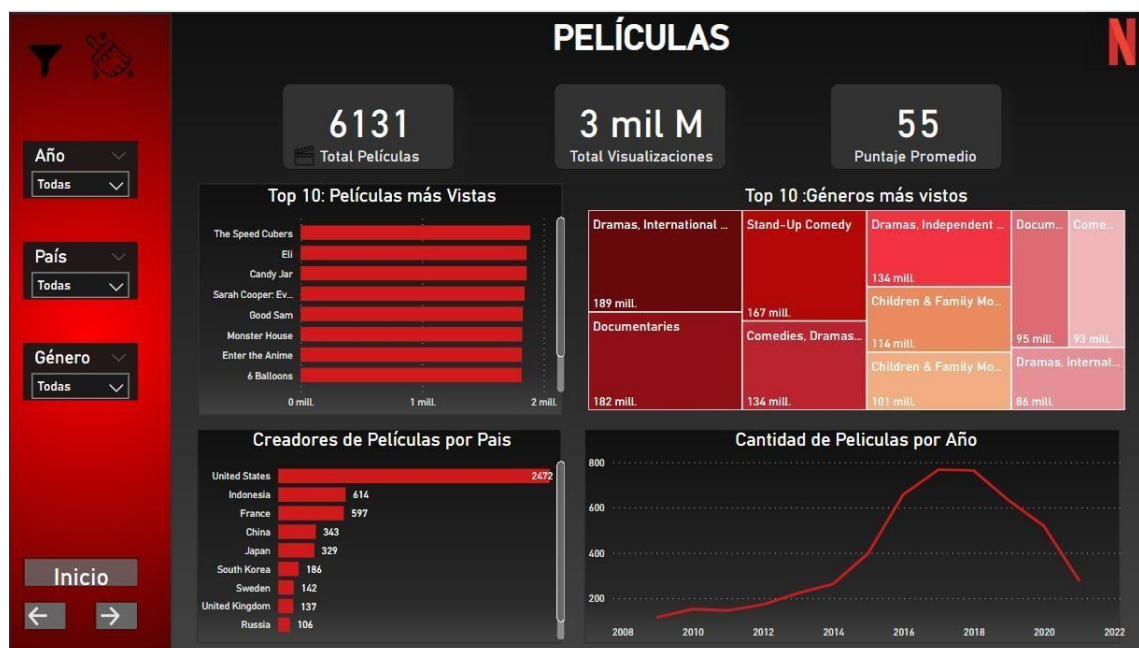 PELÍCULAS
N
6131
Total Películas
3 mil M
Total Visualizaciones
55
Puntaje Promedio
Año
Todas
País
Todas
Género
Todas
Inicio
Top 10: Películas más Vistas
The Speed Cubers
Eli
Candy Jar
Sarah Cooper: Ev...
Good Sam
Monster House
Enter the Anime
6 Balloons
0 mill. 1 mill. 2 mill.
Top 10 :Géneros más vistos
Dramas, International ...
189 mill.
Documentaries
182 mill.
Stand-Up Comedy
167 mill.
Comedies, Dramas...
134 mill.
Dramas, Independent ...
134 mill.
Children & Family Mo...
114 mill.
Children & Family Mo...
101 mill.
Docum...
95 mill.
Come...
93 mill.
Dramas, Internat...
86 mill.
Creadores de Películas por Pais
United States 2472
Indonesia 614
France 597
China 343
Japan 329
South Korea 186
Sweden 142
United Kingdom 137
Russia 106
Cantidad de Peliculas por Año
800
600
400
200
2008 2010 2012 2014 2016 2018 2020 2022